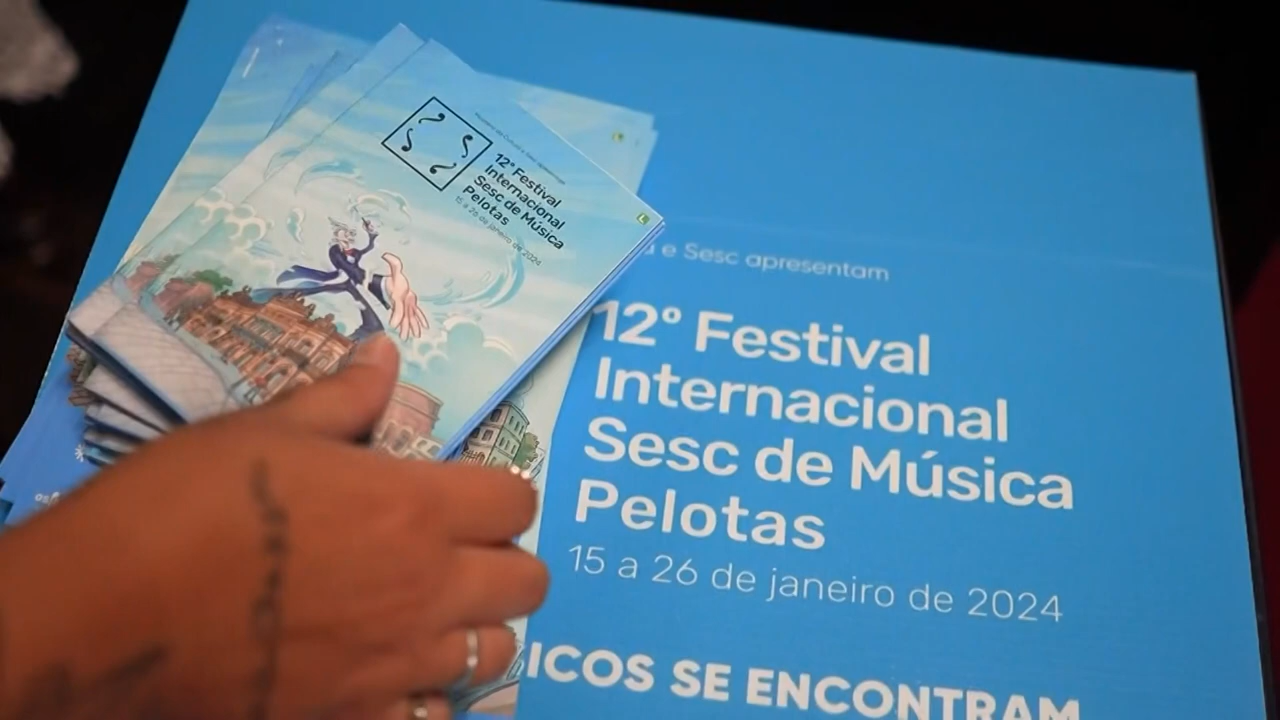 12º Festival
Internacional
Sesc de Música
Pelotas
15 a 26 de janeiro de 2024
e Sesc apresentam
12º Festival
Internacional
Sesc de Música
Pelotas
15 a 26 de janeiro de 2024
ICOS SE ENCONTRAM